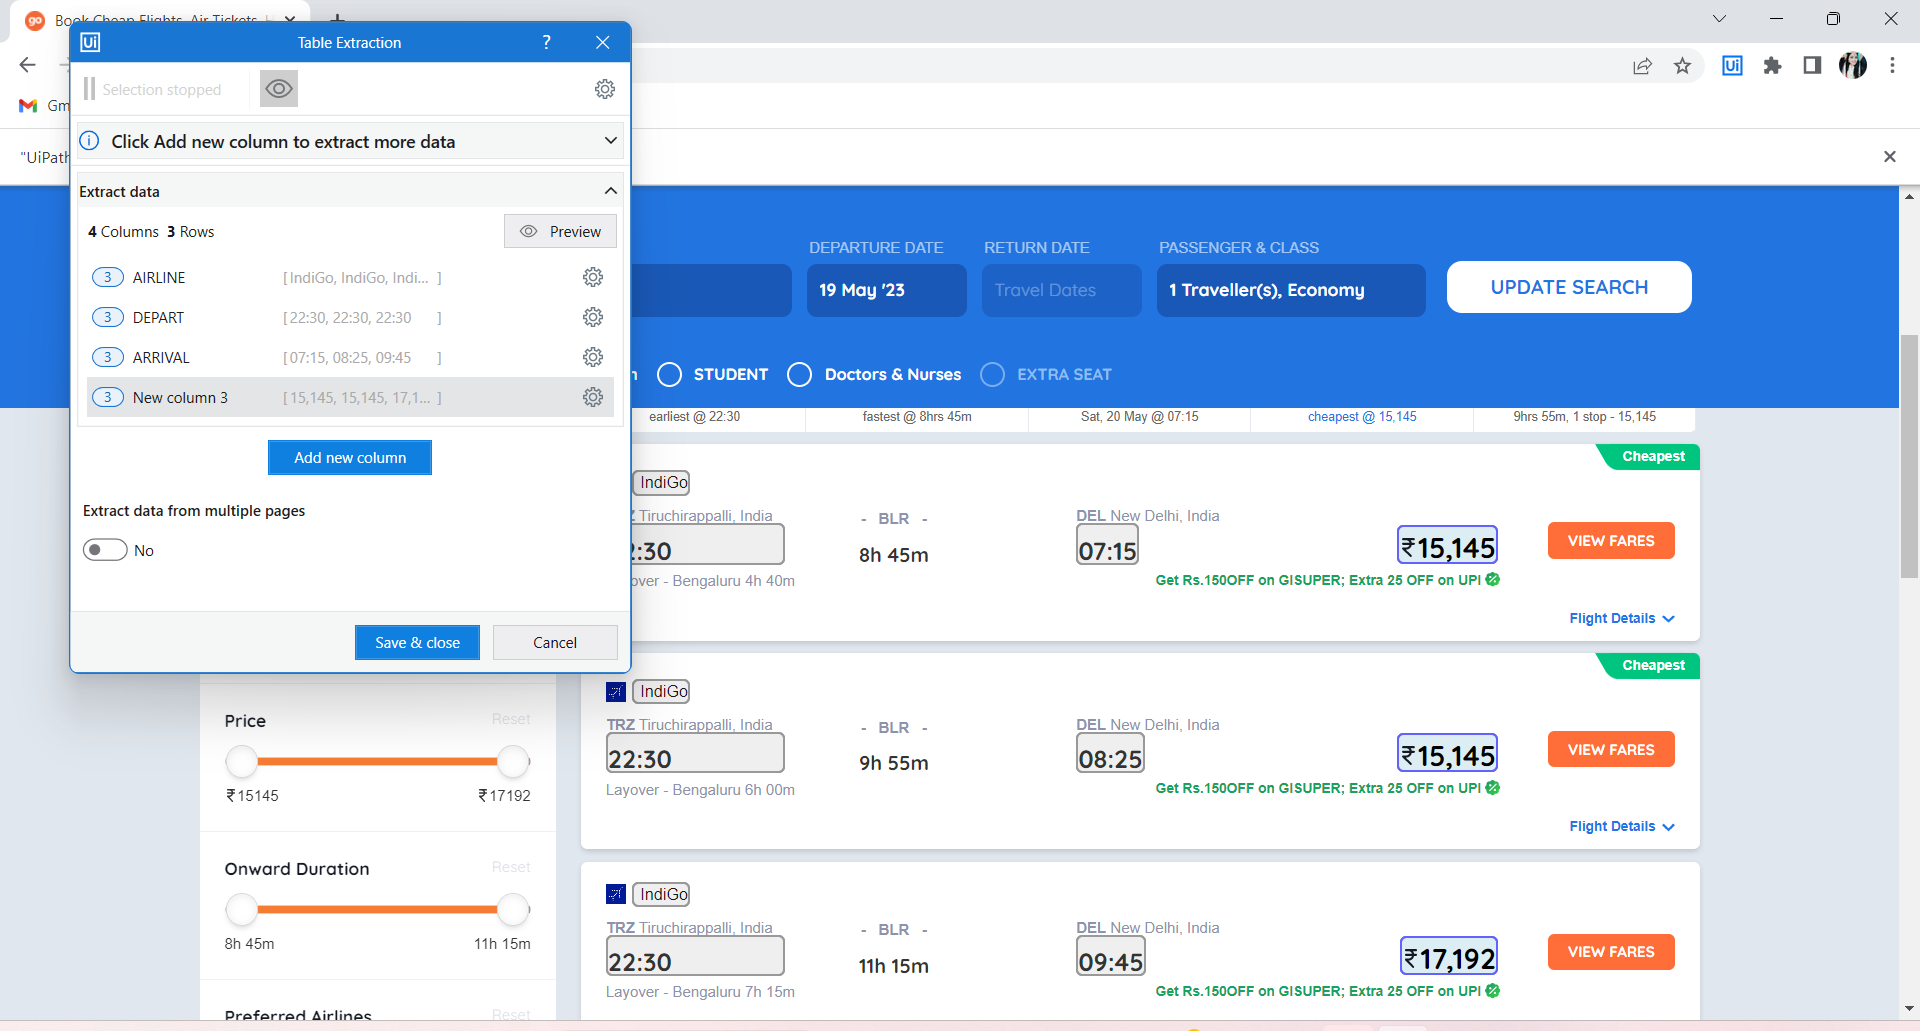 go Book Cheap Flights, Air Tickets
Ui Table Extraction ?
Selection stopped
Ui
Gm
Click Add new column to extract more data
"UiPath
Extract data
4 Columns 3 Rows Preview
3 AIRLINE [ IndiGo, IndiGo, Indi... ]
3 DEPART [ 22:30, 22:30, 22:30 ]
3 ARRIVAL [ 07:15, 08:25, 09:45 ]
3 New column 3 [ 15,145, 15,145, 17,1... ]
Add new column
Extract data from multiple pages
No
Save & close Cancel
DEPARTURE DATE RETURN DATE PASSENGER & CLASS
19 May '23 Travel Dates 1 Traveller(s), Economy UPDATE SEARCH
STUDENT Doctors & Nurses EXTRA SEAT
earliest @ 22:30 fastest @ 8hrs 45m Sat, 20 May @ 07:15 cheapest @ 15,145 9hrs 55m, 1 stop - 15,145
Cheapest
IndiGo
Z Tiruchirappalli, India - BLR - DEL New Delhi, India
2:30 8h 45m 07:15 ₹15,145 VIEW FARES
over - Bengaluru 4h 40m Get Rs.150OFF on GISUPER; Extra 25 OFF on UPI
Flight Details
Cheapest
IndiGo
TRZ Tiruchirappalli, India - BLR - DEL New Delhi, India
22:30 9h 55m 08:25 ₹15,145 VIEW FARES
Layover - Bengaluru 6h 00m Get Rs.150OFF on GISUPER; Extra 25 OFF on UPI
Flight Details
IndiGo
TRZ Tiruchirappalli, India - BLR - DEL New Delhi, India
22:30 11h 15m 09:45 ₹17,192 VIEW FARES
Layover - Bengaluru 7h 15m Get Rs.150OFF on GISUPER; Extra 25 OFF on UPI
Price Reset
₹15145 ₹17192
Onward Duration Reset
8h 45m 11h 15m
Preferred Airlines Reset